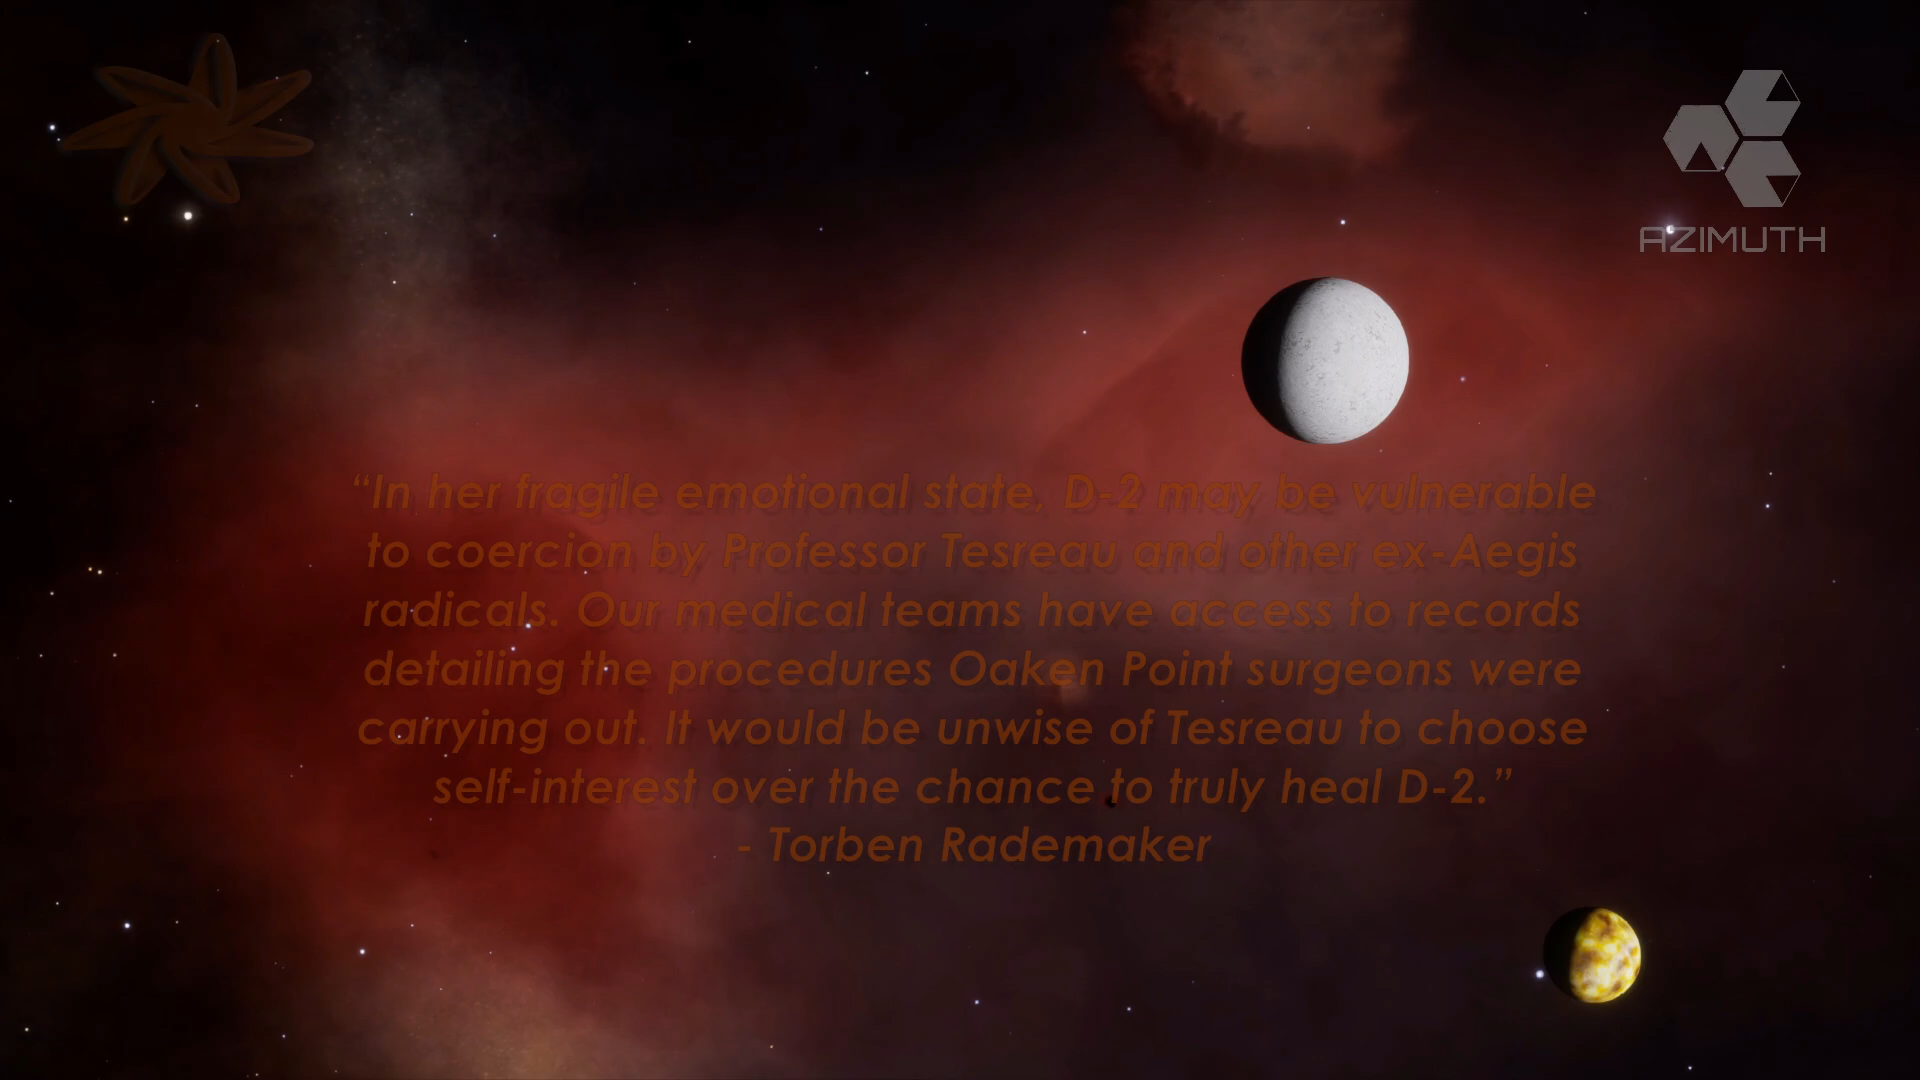 AZIMUTH
“In her fragile emotional state, D-2 may be vulnerable
to coercion by Professor Tesreau and other ex-Aegis
radicals. Our medical teams have access to records
detailing the procedures Oaken Point surgeons were
carrying out. It would be unwise of Tesreau to choose
self-interest over the chance to truly heal D-2.”
- Torben Rademaker